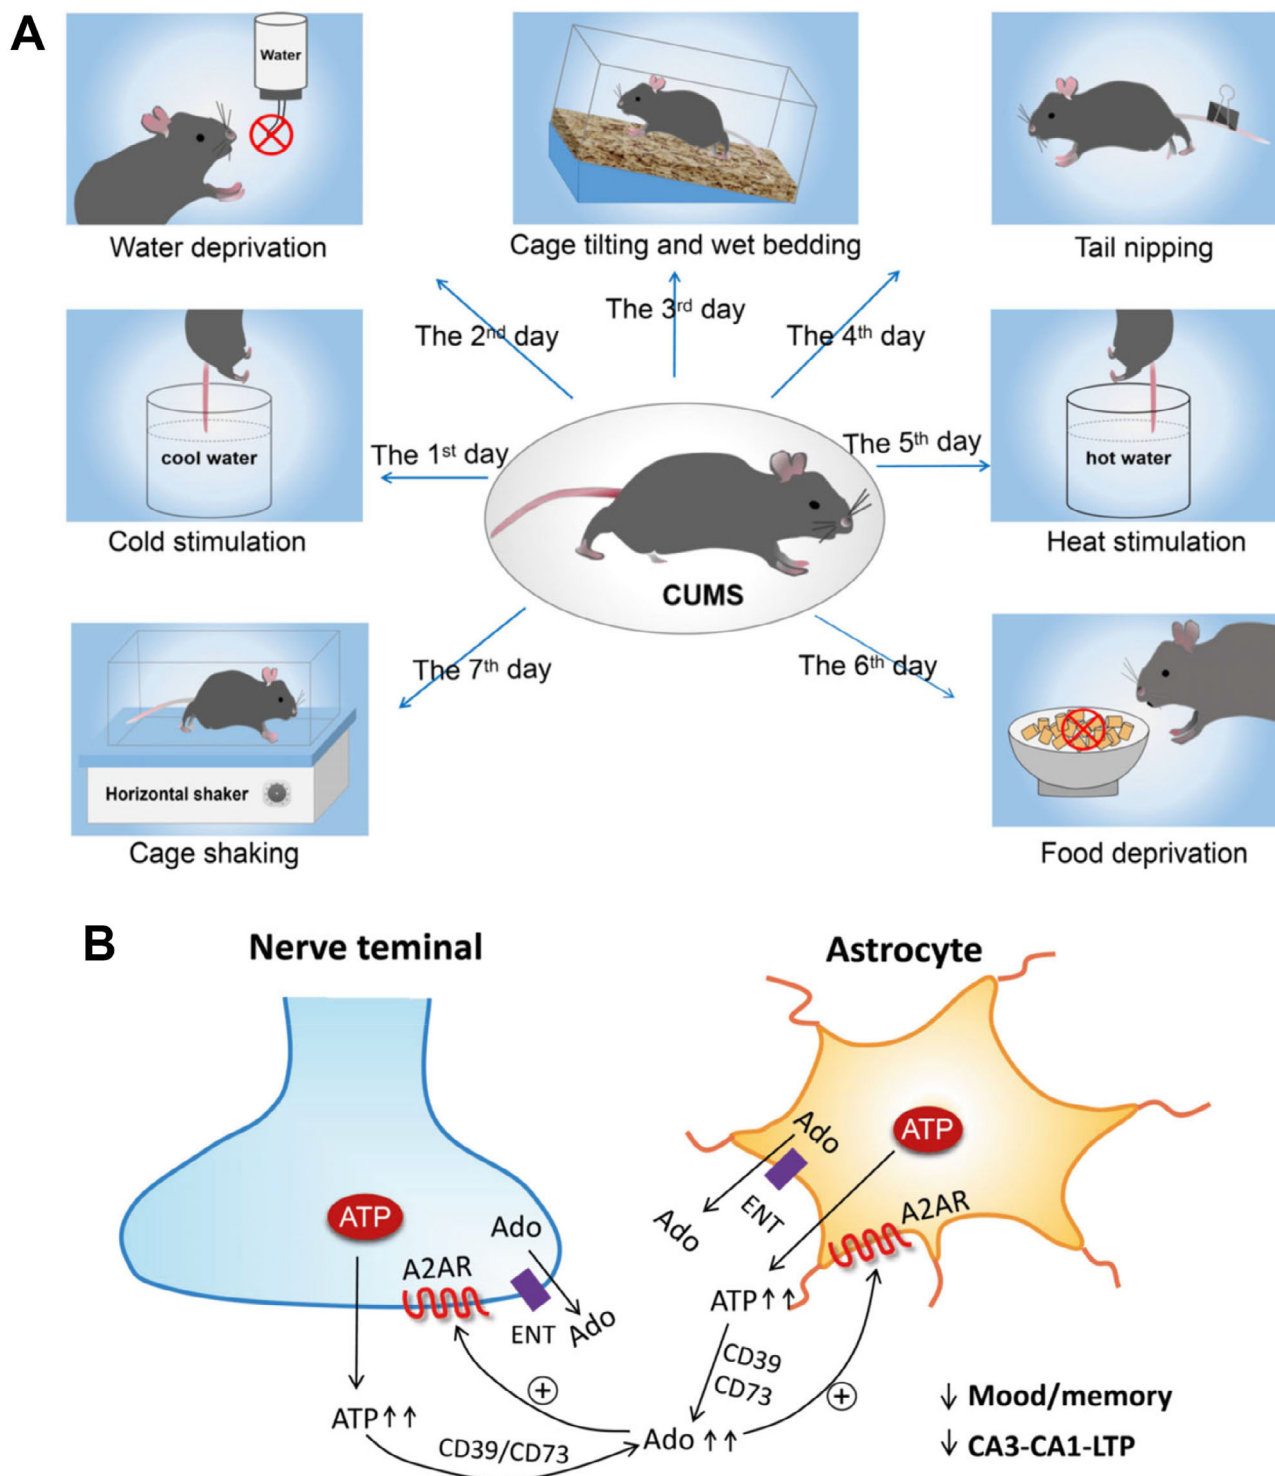 A
Water
Water deprivation
Cage tilting and wet bedding
Tail nipping
The 2nd day
The 3rd day
The 4th day
cool water
Cold stimulation
The 1st day
The 5th day
hot water
Heat stimulation
CUMS
The 7th day
The 6th day
Horizontal shaker
Cage shaking
Food deprivation
B
Nerve teminal
Astrocyte
ATP
A2AR
Ado
ENT
Ado
ATP↑↑
CD39/CD73
Ado
ENT
Ado
ATP
A2AR
ATP↑↑
CD39
CD73
+
+
Ado ↑↑
↓ Mood/memory
↓ CA3-CA1-LTP